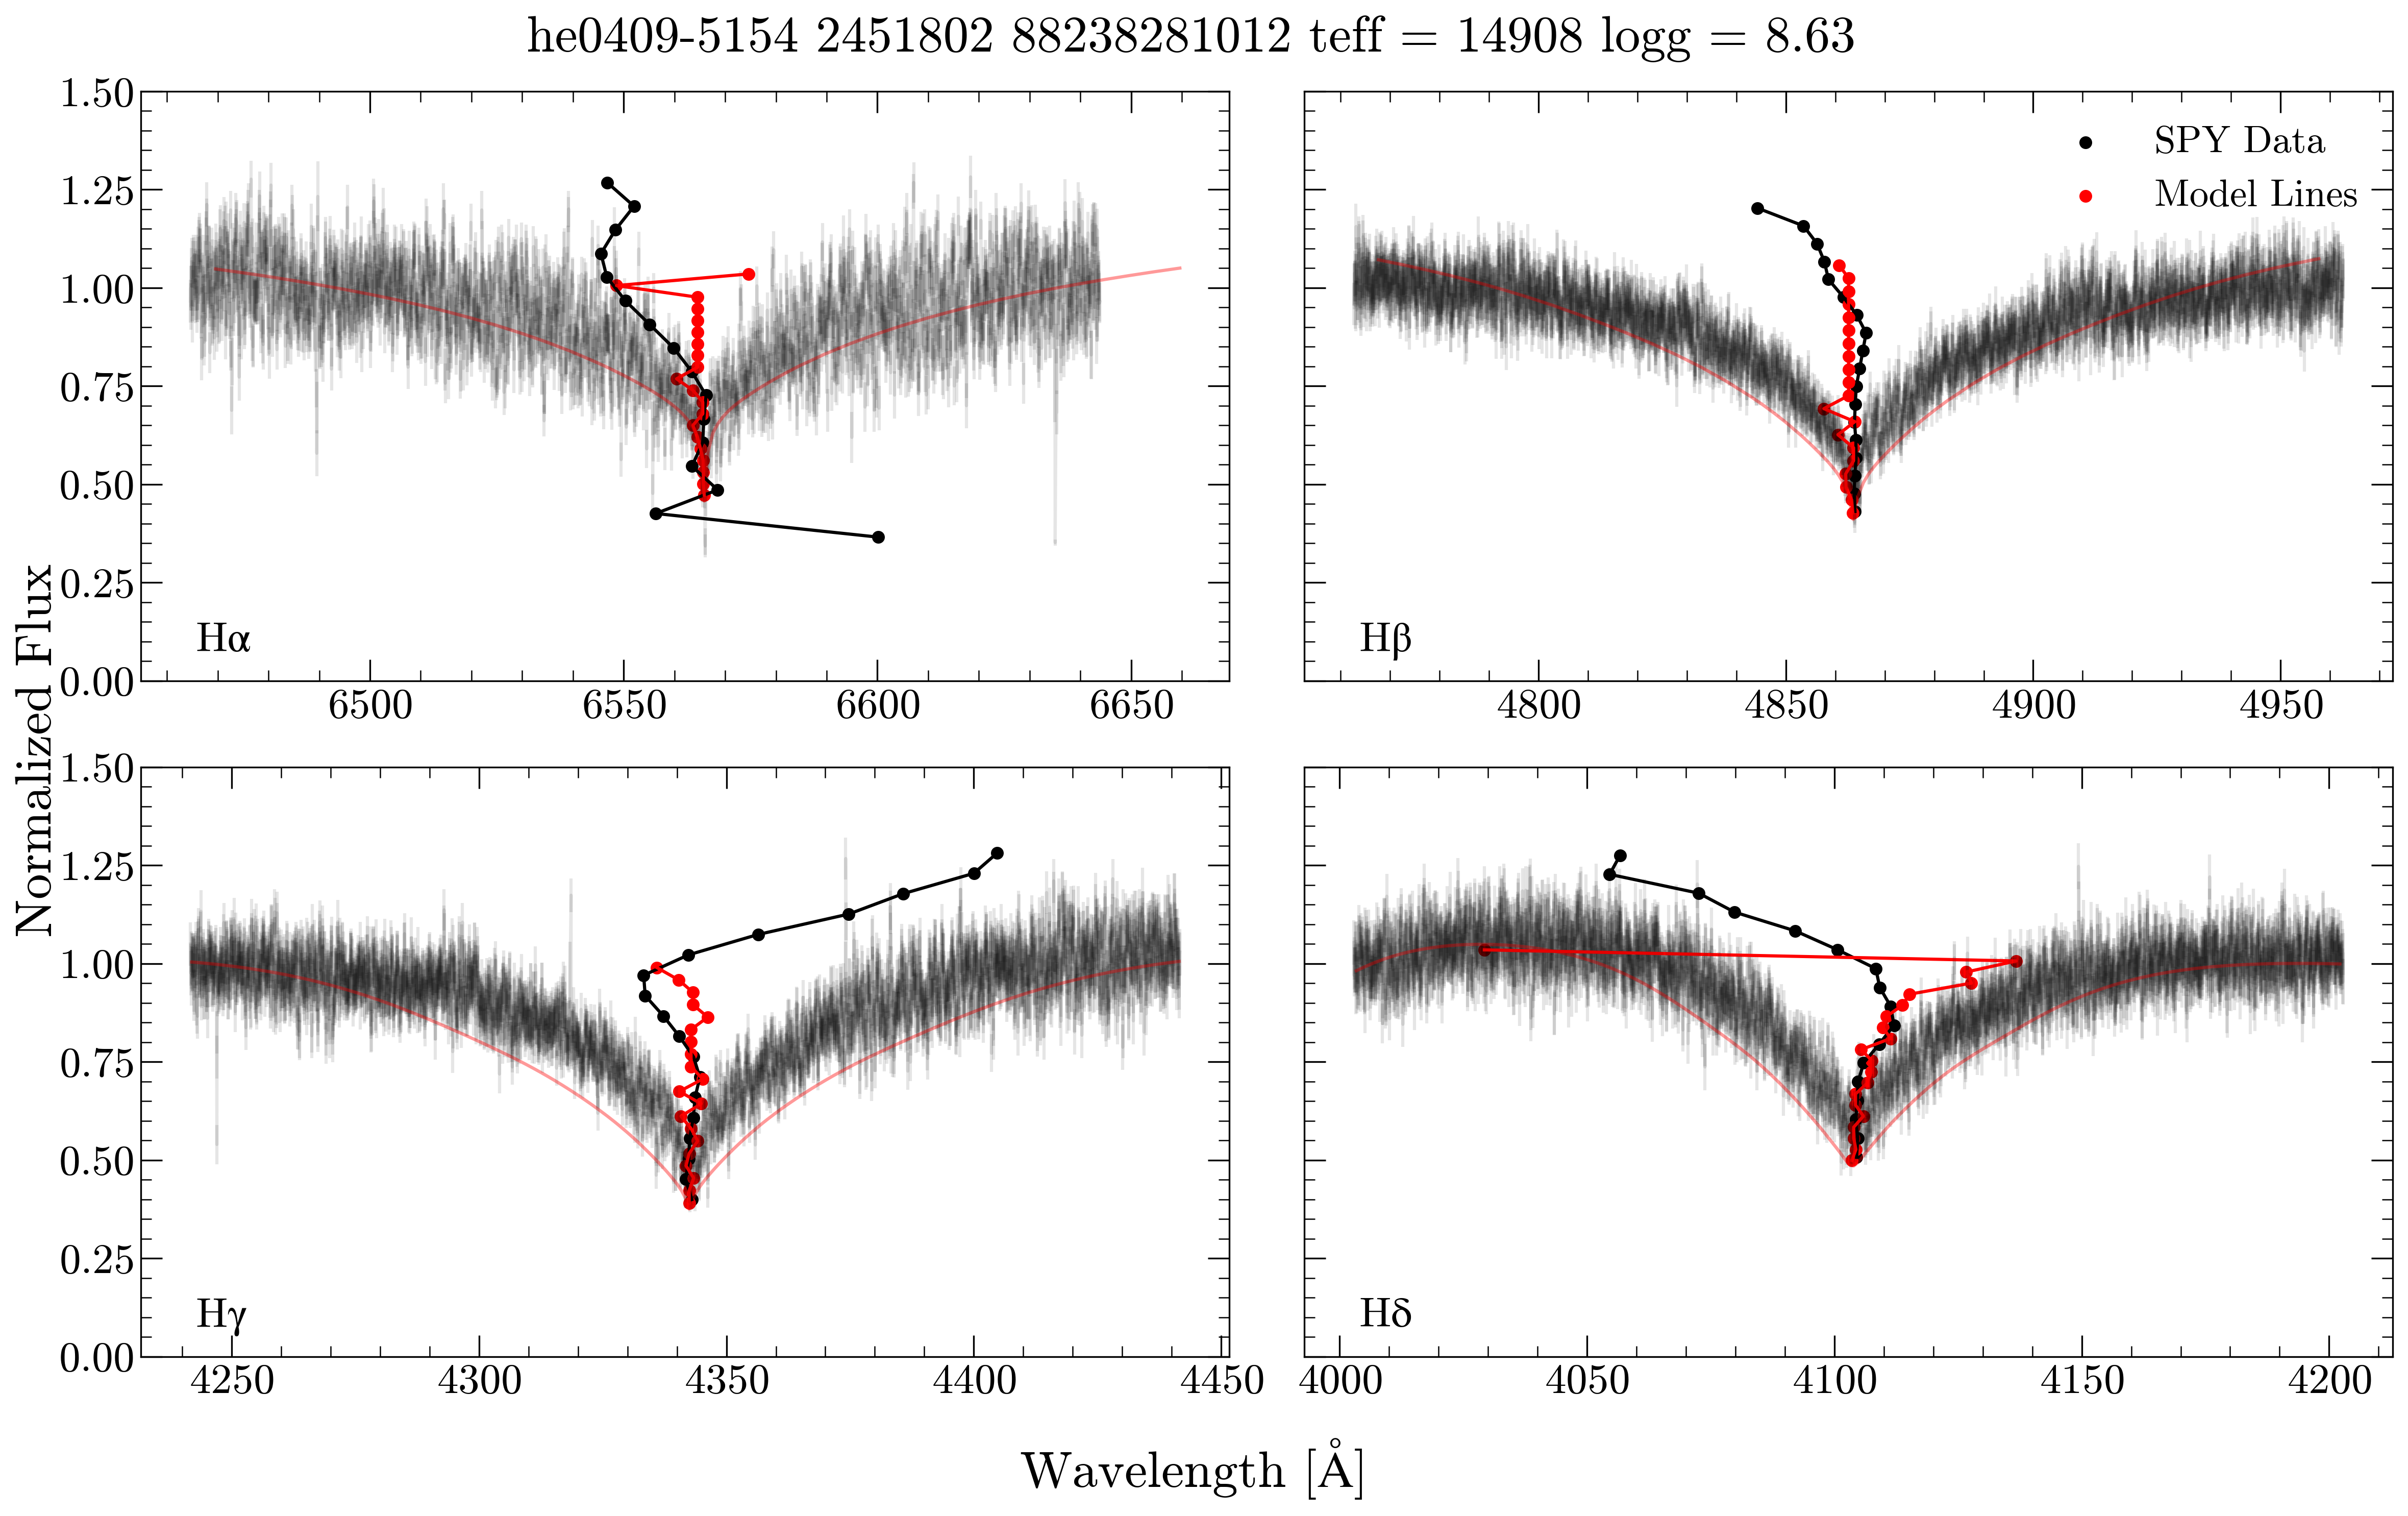 he0409-5154 2451802 88238281012 teff = 14908 logg = 8.63
1.50
1.25
1.00
0.75
0.50
0.25
0.00
Hα
6500 6550 6600 6650
SPY Data
Model Lines
Hβ
4800 4850 4900 4950
Normalized Flux
1.50
1.25
1.00
0.75
0.50
0.25
0.00
Hγ
4250 4300 4350 4400 4450
Hδ
4000 4050 4100 4150 4200
Wavelength [Å]